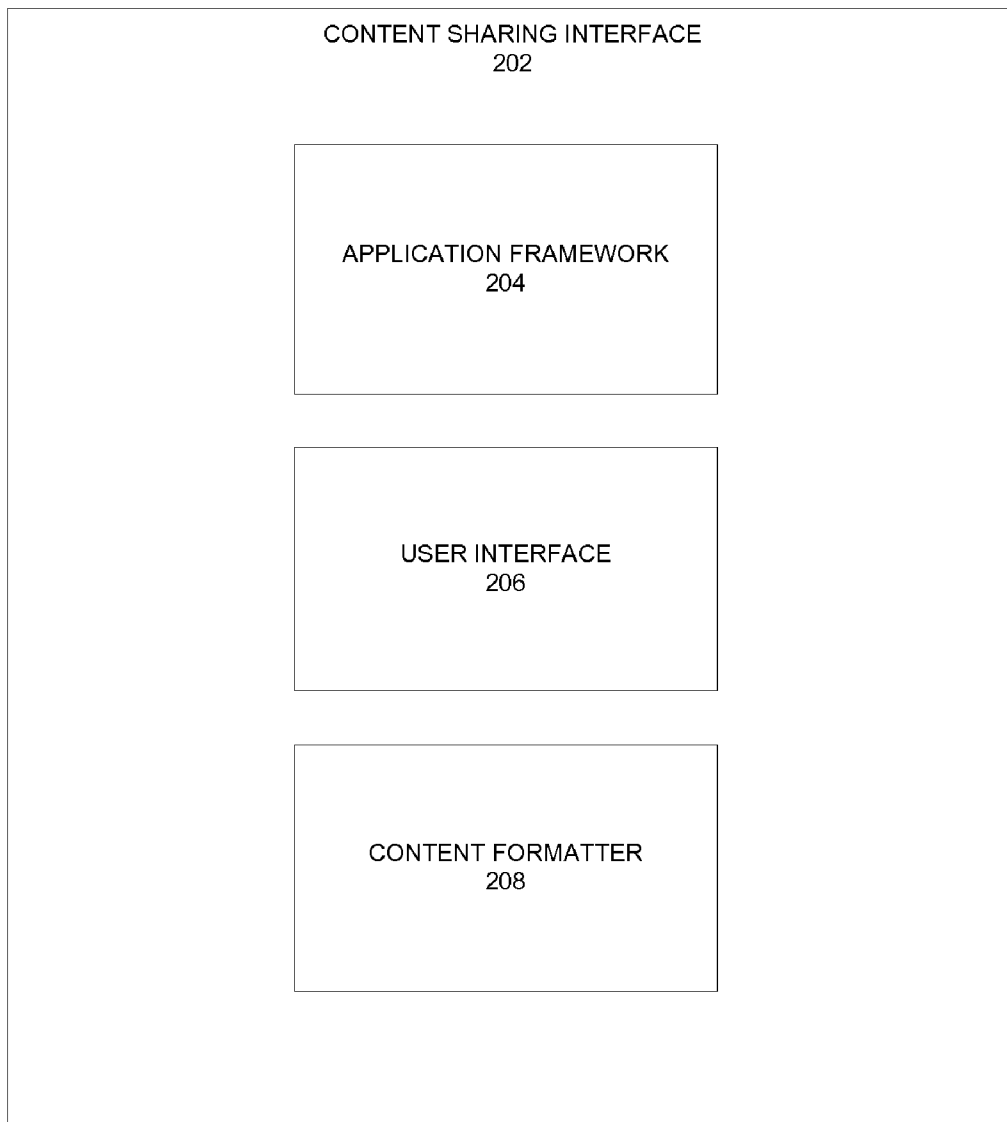 CONTENT SHARING INTERFACE
202
APPLICATION FRAMEWORK
204
USER INTERFACE
206
CONTENT FORMATTER
208